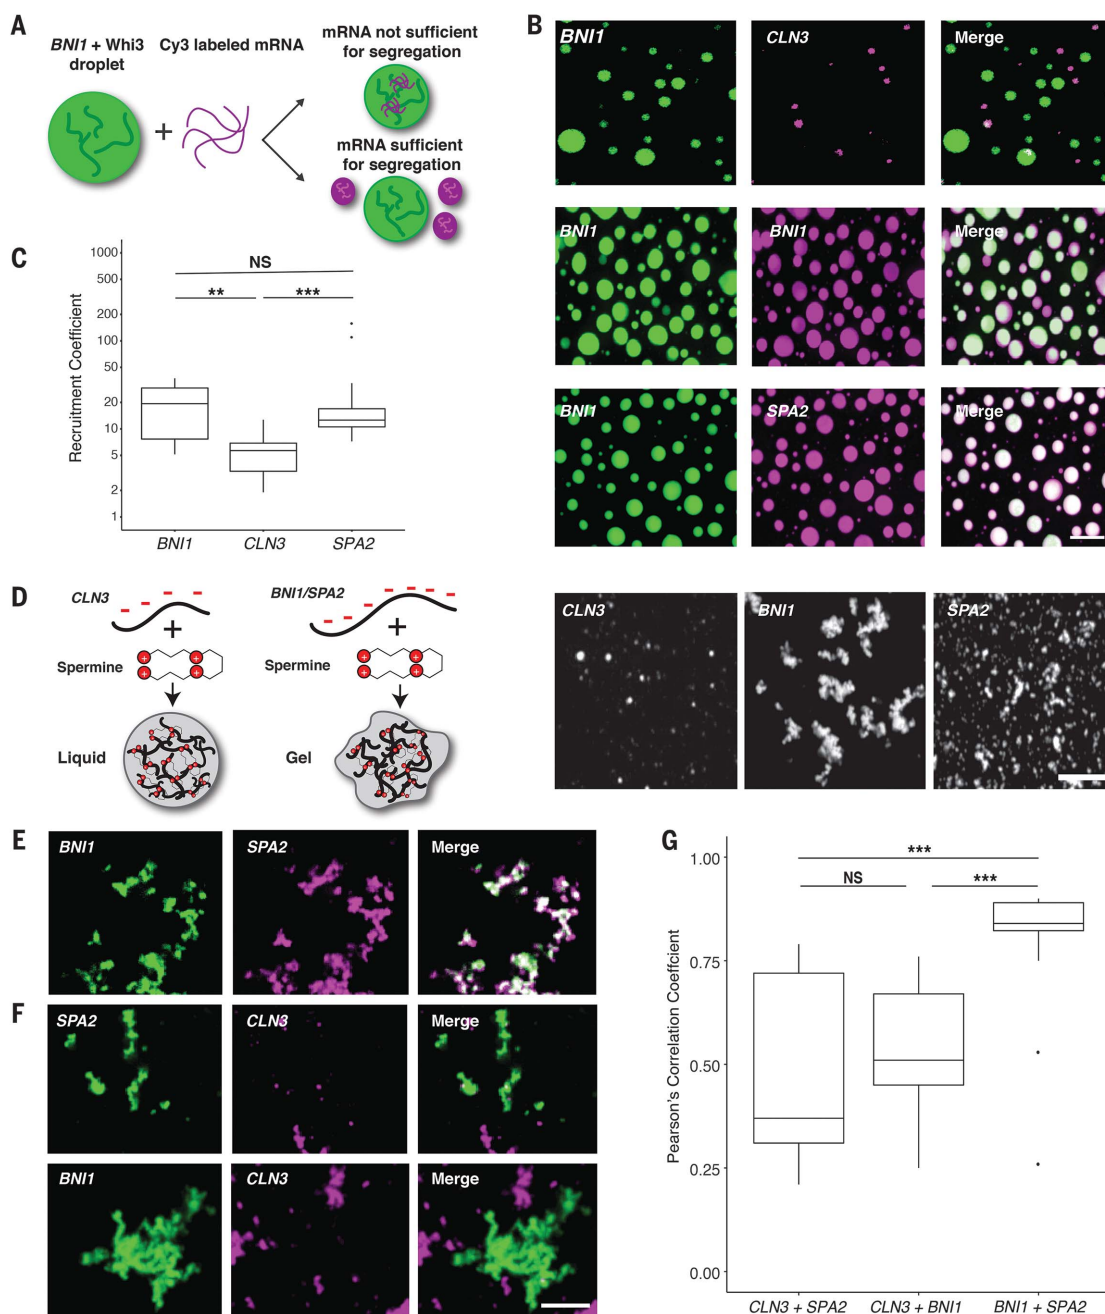 A
BNI1 + Whi3
droplet
Cy3 labeled mRNA
+
mRNA not sufficient
for segregation
mRNA sufficient
for segregation
B
BNI1
CLN3
Merge
BNI1
BNI1
Merge
BNI1
SPA2
Merge
C
Recruitment Coefficient
1000
500
200
100
50
20
10
5
2
1
NS
**
***
BNI1
CLN3
SPA2
D
CLN3
- - - -
+
Spermine
+ +
+ +
Liquid
BNI1/SPA2
- - - - - - -
+
Spermine
+ +
+ +
Gel
CLN3
BNI1
SPA2
E
BNI1
SPA2
Merge
F
SPA2
CLN3
Merge
BNI1
CLN3
Merge
G
Pearson's Correlation Coeffcient
1.00
0.75
0.50
0.25
0.00
***
NS
***
CLN3 + SPA2
CLN3 + BNI1
BNI1 + SPA2